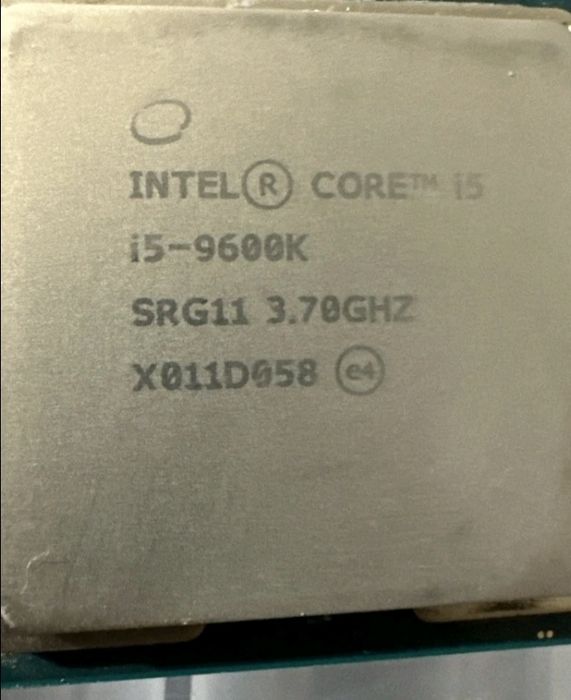 INTEL® CORE™ i5
i5-9600K
SRG11 3.70GHZ
X011D058 e4